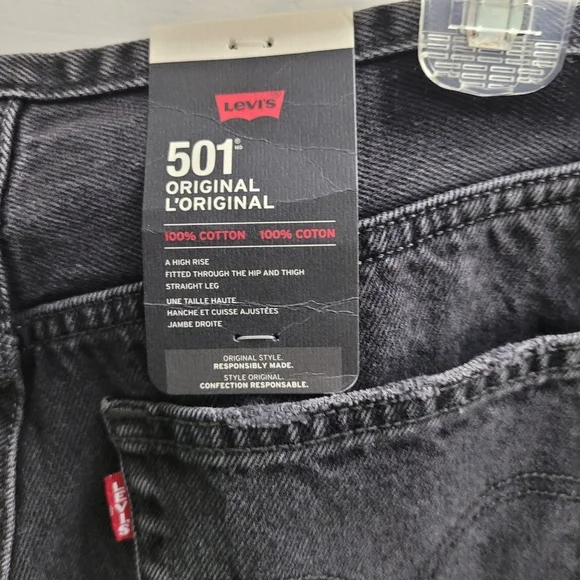 Levi's
501®
ORIGINAL
L'ORIGINAL
100% COTTON 100% COTON
A HIGH RISE
FITTED THROUGH THE HIP AND THIGH
STRAIGHT LEG
UNE TAILLE HAUTE
HANCHE ET CUISSE AJUSTÉES
JAMBE DROITE
ORIGINAL STYLE.
RESPONSIBLY MADE.
STYLE ORIGINAL.
CONFECTION RESPONSABLE.
LEVI'S